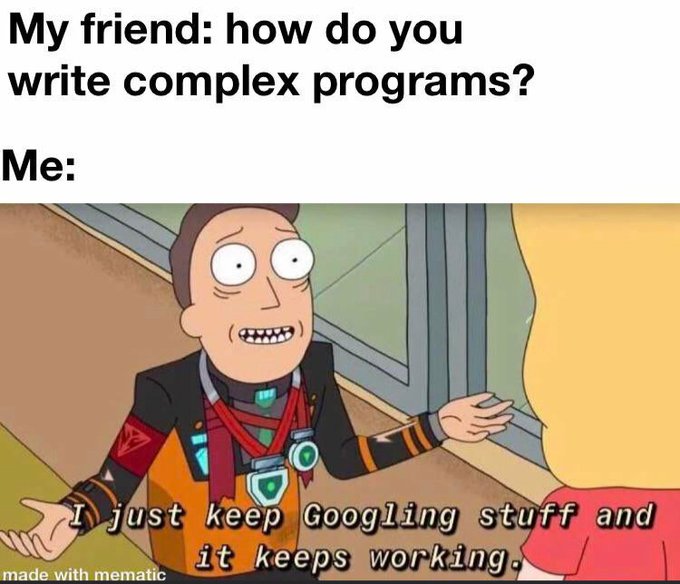 My friend: how do you
write complex programs?
Me:
I just keep Googling stuff and
it keeps working.
made with mematic